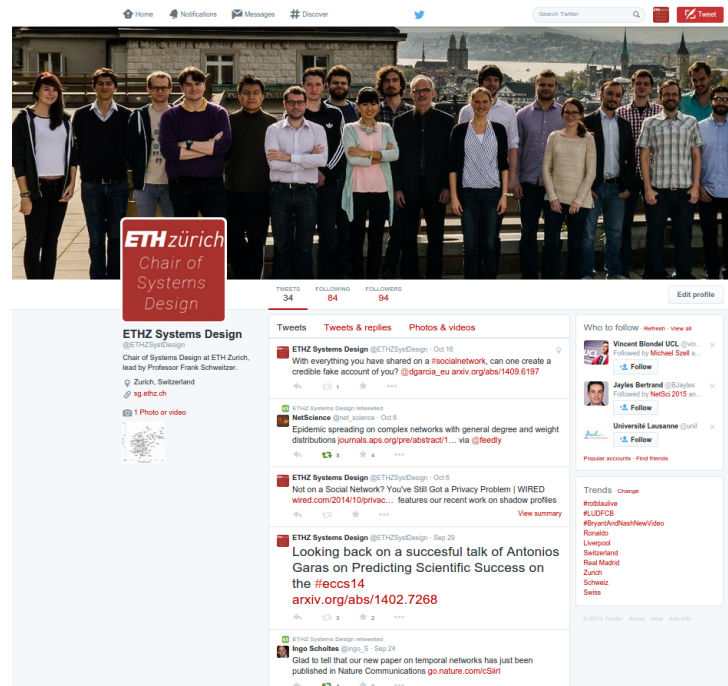 Home Notifications Messages # Discover Search Twitter Tweet
ETH zürich
Chair of
Systems
Design
TWEETS FOLLOWING FOLLOWERS
34 84 94
Edit profile
ETHZ Systems Design
@ETHZSystDesign
Chair of Systems Design at ETH Zurich,
lead by Professor Frank Schweitzer.
Zurich, Switzerland
sg.ethz.ch
1 Photo or video
Tweets Tweets & replies Photos & videos
ETHZ Systems Design @ETHZSystDesign · Oct 16
With everything you have shared on a #socialnetwork, can one create a
credible fake account of you? @dgarcia_eu arxiv.org/abs/1409.6197
1
ETHZ Systems Design retweeted
NetScience @net_science · Oct 6
Epidemic spreading on complex networks with general degree and weight
distributions journals.aps.org/pre/abstract/1… via @feedly
3 4
ETHZ Systems Design @ETHZSystDesign · Oct 6
Not on a Social Network? You've Still Got a Privacy Problem | WIRED
wired.com/2014/10/privac… features our recent work on shadow profiles
View summary
ETHZ Systems Design @ETHZSystDesign · Sep 29
Looking back on a succesful talk of Antonios
Garas on Predicting Scientific Success on
the #eccs14
arxiv.org/abs/1402.7268
3 2
ETHZ Systems Design retweeted
Ingo Scholtes @ingo_S · Sep 24
Glad to tell that our new paper on temporal networks has just been
published in Nature Communications go.nature.com/cSiirl
Who to follow · Refresh · View all
UCL
Vincent Blondel UCL @vin...
Followed by Michael Szell a...
Follow
Jayles Bertrand @BJayles
Followed by NetSci 2015 an...
Follow
Université Lausanne @unil
Follow
Popular accounts · Find friends
Trends · Change
#rotblaulive
#LUDFCB
#BryantAndNashNewVideo
Ronaldo
Liverpool
Switzerland
Real Madrid
Zurich
Schweiz
Swiss
© 2014 Twitter About Help Ads info